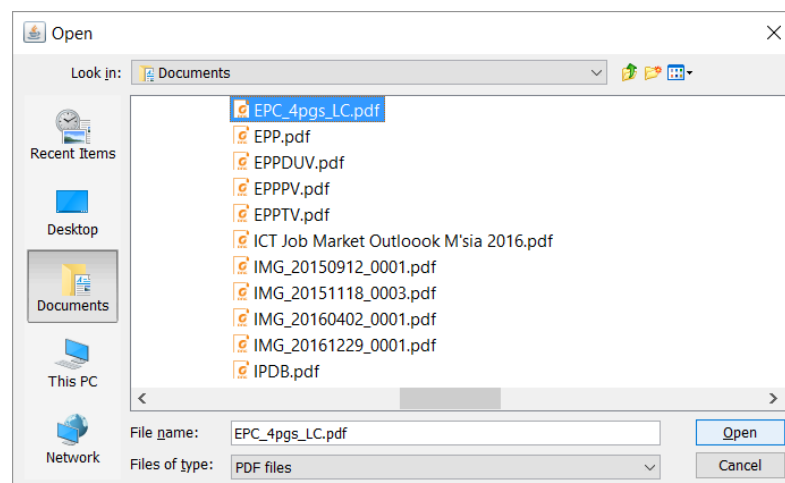 Open
Look in: Documents
EPC_4pgs_LC.pdf
EPP.pdf
EPPDUV.pdf
EPPPV.pdf
EPPTV.pdf
ICT Job Market Outloook M'sia 2016.pdf
IMG_20150912_0001.pdf
IMG_20151118_0003.pdf
IMG_20160402_0001.pdf
IMG_20161229_0001.pdf
IPDB.pdf
Recent Items
Desktop
Documents
This PC
Network
File name: EPC_4pgs_LC.pdf Open
Files of type: PDF files Cancel